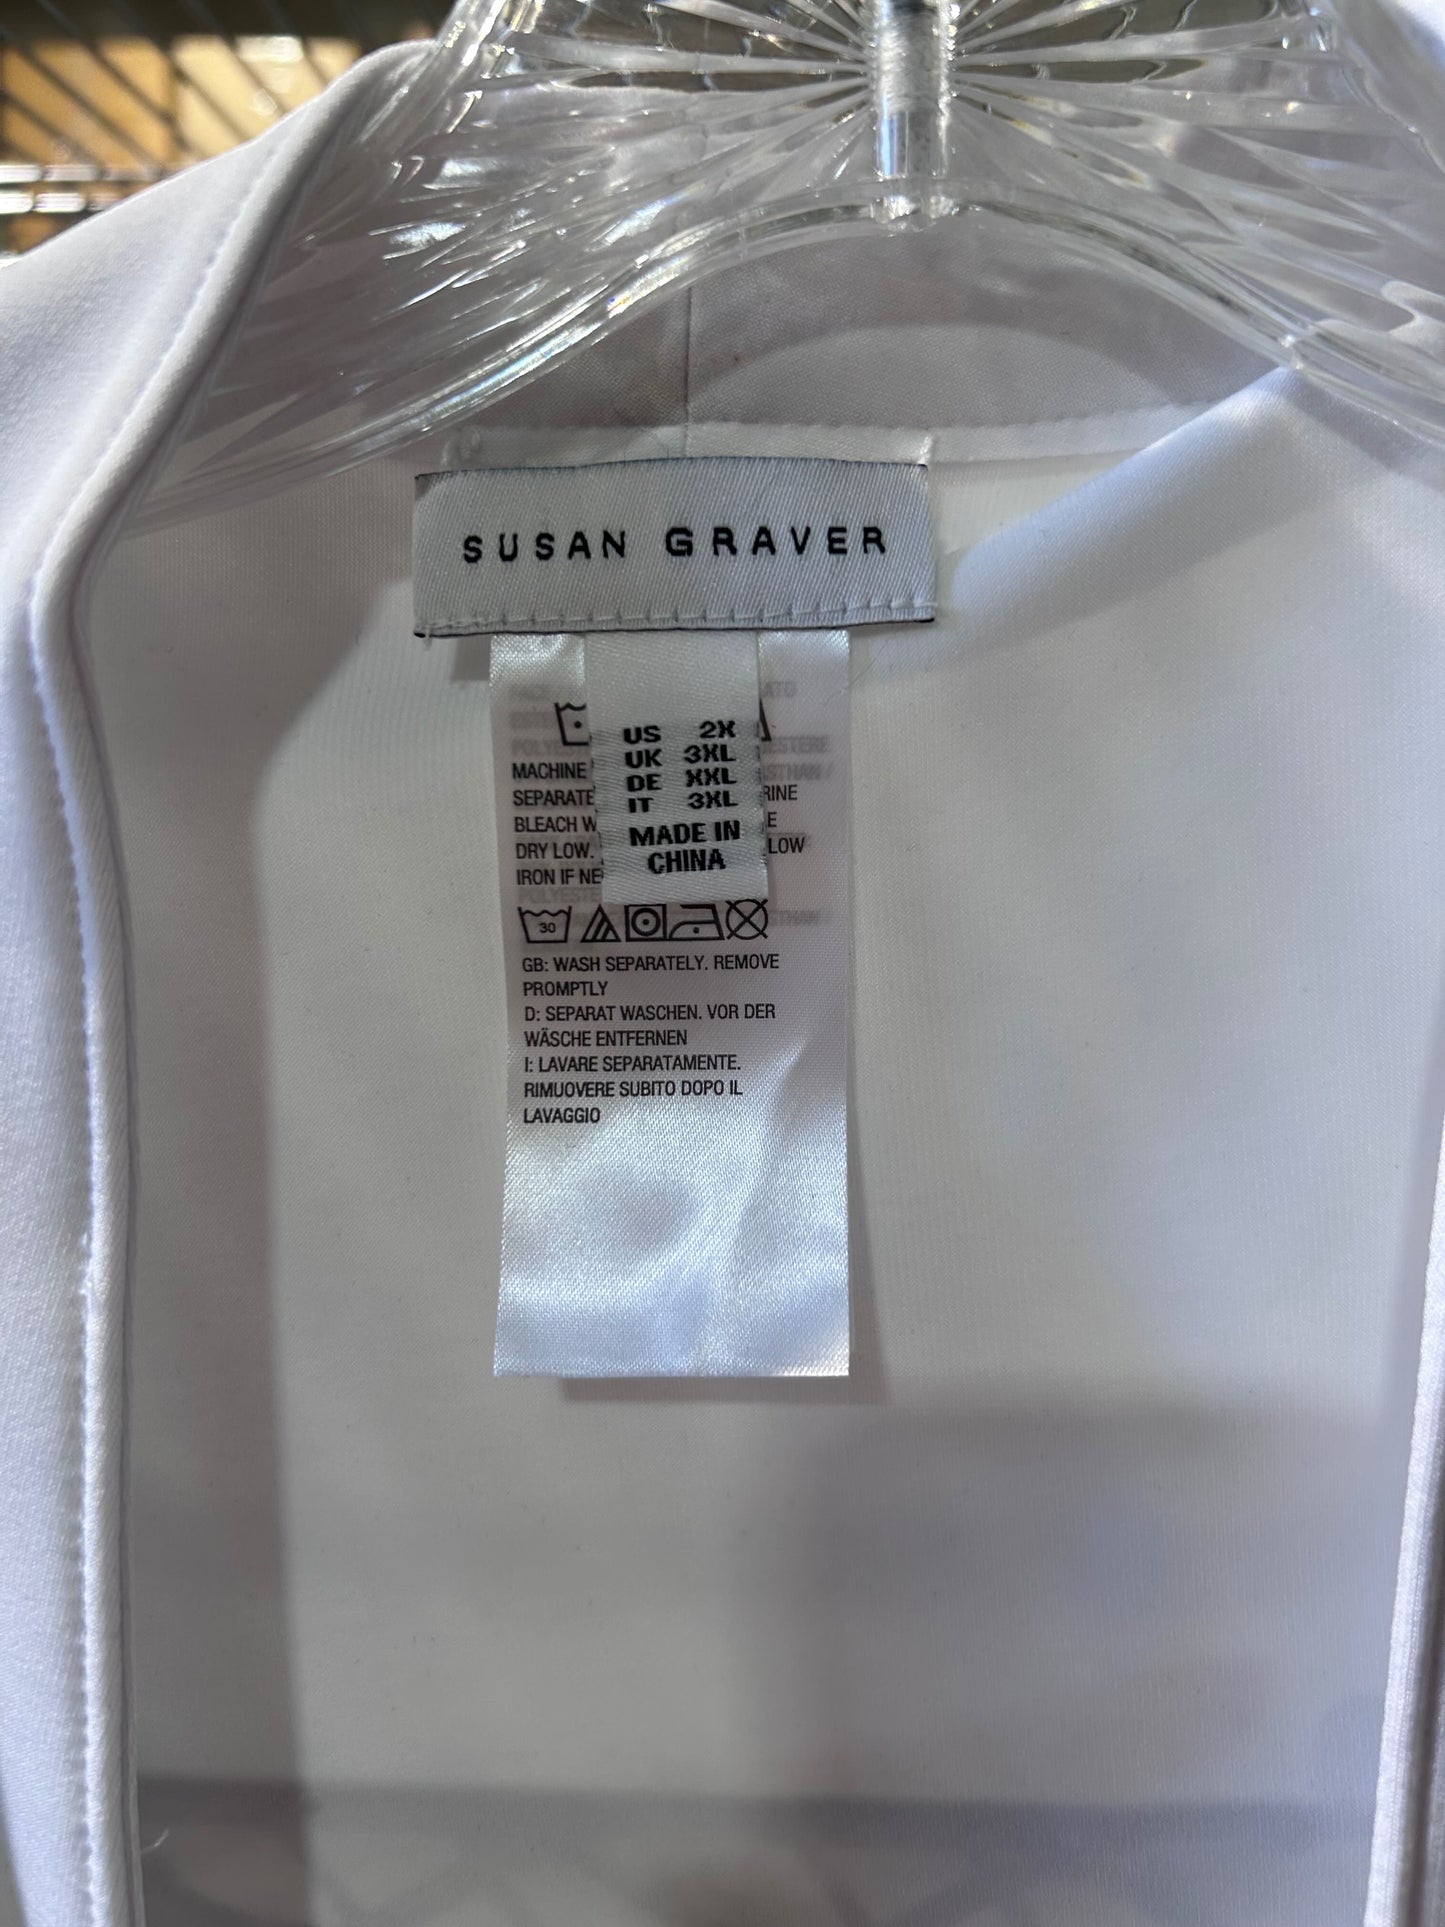 SUSAN GRAVER
US 2X
UK 3XL
DE XXL
IT 3XL
MADE IN
CHINA
MACHINE
SEPARATE
BLEACH
DRY LOW. LOW
IRON IF
30
GB: WASH SEPARATELY. REMOVE
PROMPTLY
D: SEPARAT WASCHEN. VOR DER
WÄSCHE ENTFERNEN
I: LAVARE SEPARATAMENTE.
RIMUOVERE SUBITO DOPO IL
LAVAGGIO